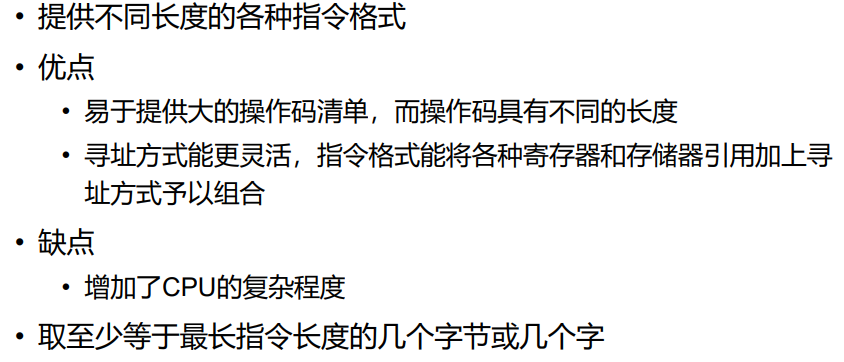 • 提供不同长度的各种指令格式
• 优点
• 易于提供大的操作码清单，而操作码具有不同的长度
• 寻址方式能更灵活，指令格式能将各种寄存器和存储器引用加上寻
址方式予以组合
• 缺点
• 增加了CPU的复杂程度
• 取至少等于最长指令长度的几个字节或几个字